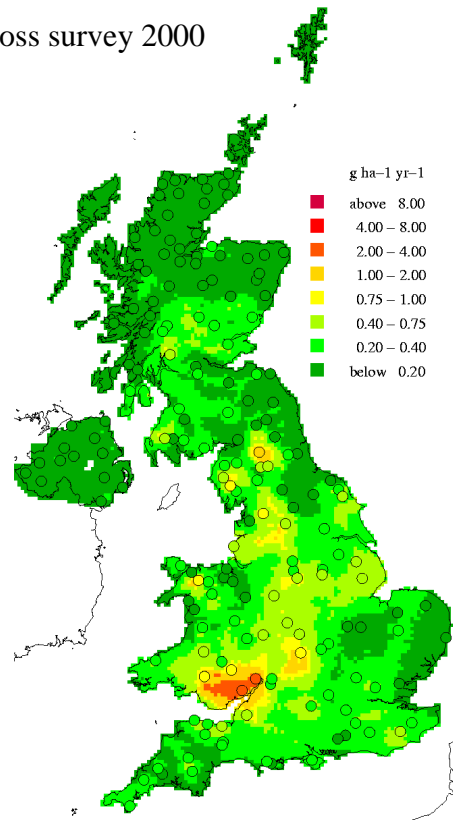 oss survey 2000
g ha–1 yr–1
above 8.00
4.00 – 8.00
2.00 – 4.00
1.00 – 2.00
0.75 – 1.00
0.40 – 0.75
0.20 – 0.40
below 0.20